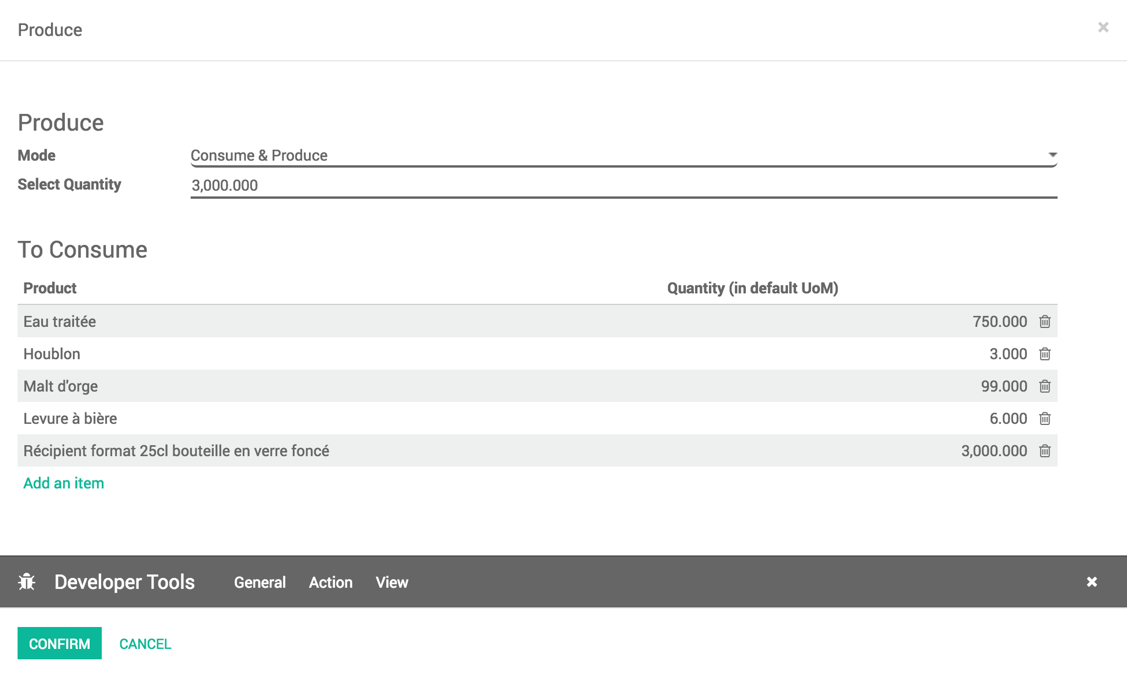 Produce
Produce
Mode Consume & Produce
Select Quantity 3,000.000
To Consume
Product Quantity (in default UoM)
Eau traitée 750.000
Houblon 3.000
Malt d'orge 99.000
Levure à bière 6.000
Récipient format 25cl bouteille en verre foncé 3,000.000
Add an item
Developer Tools General Action View
CONFIRM CANCEL